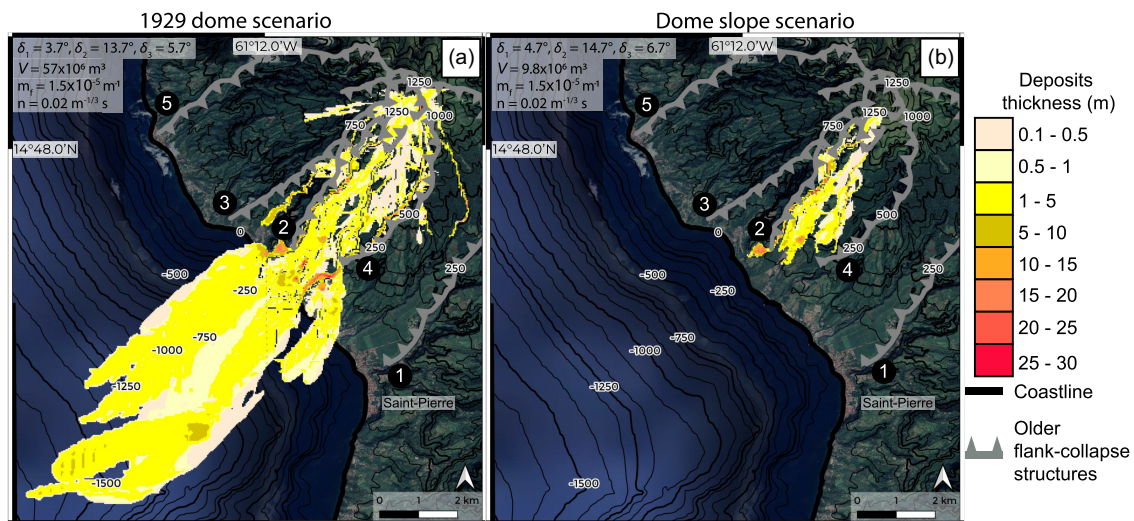 1929 dome scenario
δ₁ = 3.7°, δ₂ = 13.7°, δ₃ = 5.7°
V = 57x10⁶ m³
m_f = 1.5x10⁻⁵ m⁻¹
n = 0.02 m⁻¹ᐟ³ s
61°12.0'W
(a)
14°48.0'N
5
3
2
4
1
1250
1250
1000
750
500
250
250
0
-500
-250
-750
-1000
-1250
-1500
Saint-Pierre
0 1 2 km
Dome slope scenario
δ₁ = 4.7°, δ₂ = 14.7°, δ₃ = 6.7°
V = 9.8x10⁶ m³
m_f = 1.5x10⁻⁵ m⁻¹
n = 0.02 m⁻¹ᐟ³ s
61°12.0'W
(b)
14°48.0'N
5
3
2
4
1
1250
1250
1000
750
500
250
250
0
-500
-250
-750
-1000
-1250
-1500
Saint-Pierre
0 1 2 km
Deposits
thickness (m)
0.1 - 0.5
0.5 - 1
1 - 5
5 - 10
10 - 15
15 - 20
20 - 25
25 - 30
Coastline
Older
flank-collapse
structures